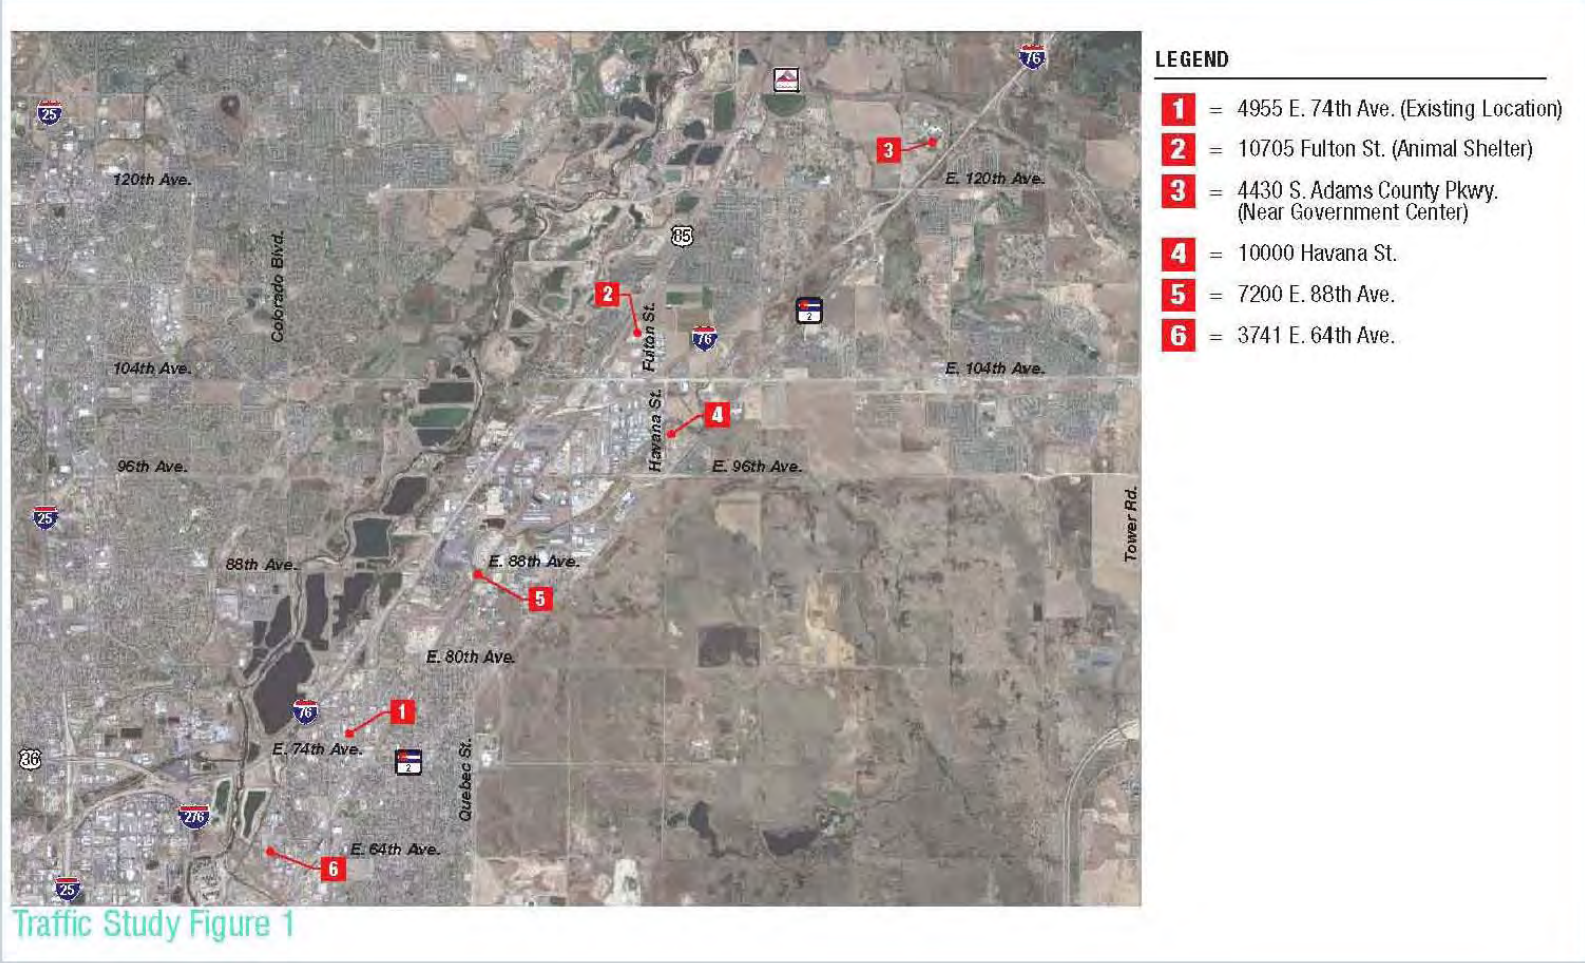 LEGEND
1 = 4955 E. 74th Ave. (Existing Location)
2 = 10705 Fulton St. (Animal Shelter)
3 = 4430 S. Adams County Pkwy.
(Near Government Center)
4 = 10000 Havana St.
5 = 7200 E. 88th Ave.
6 = 3741 E. 64th Ave.
76
25
3
120th Ave.
E. 120th Ave.
85
Colorado Blvd.
2
Fulton St.
2
76
104th Ave.
E. 104th Ave.
Havana St.
4
96th Ave.
E. 96th Ave.
25
Tower Rd.
88th Ave.
E. 88th Ave.
5
E. 80th Ave.
76
1
E. 74th Ave.
36
2
Quebec St.
276
E. 64th Ave.
6
25
Traffic Study Figure 1